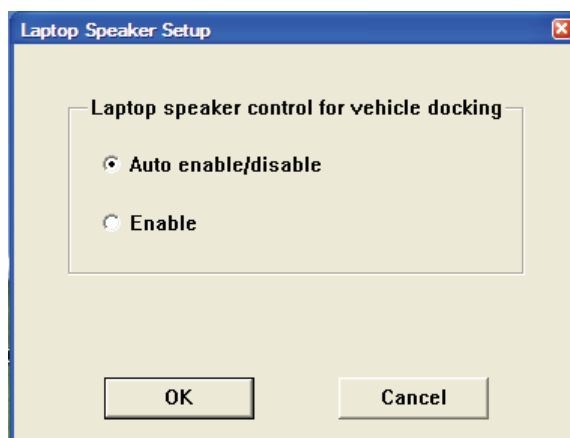 Laptop Speaker Setup
Laptop speaker control for vehicle docking
Auto enable/disable
Enable
OK
Cancel